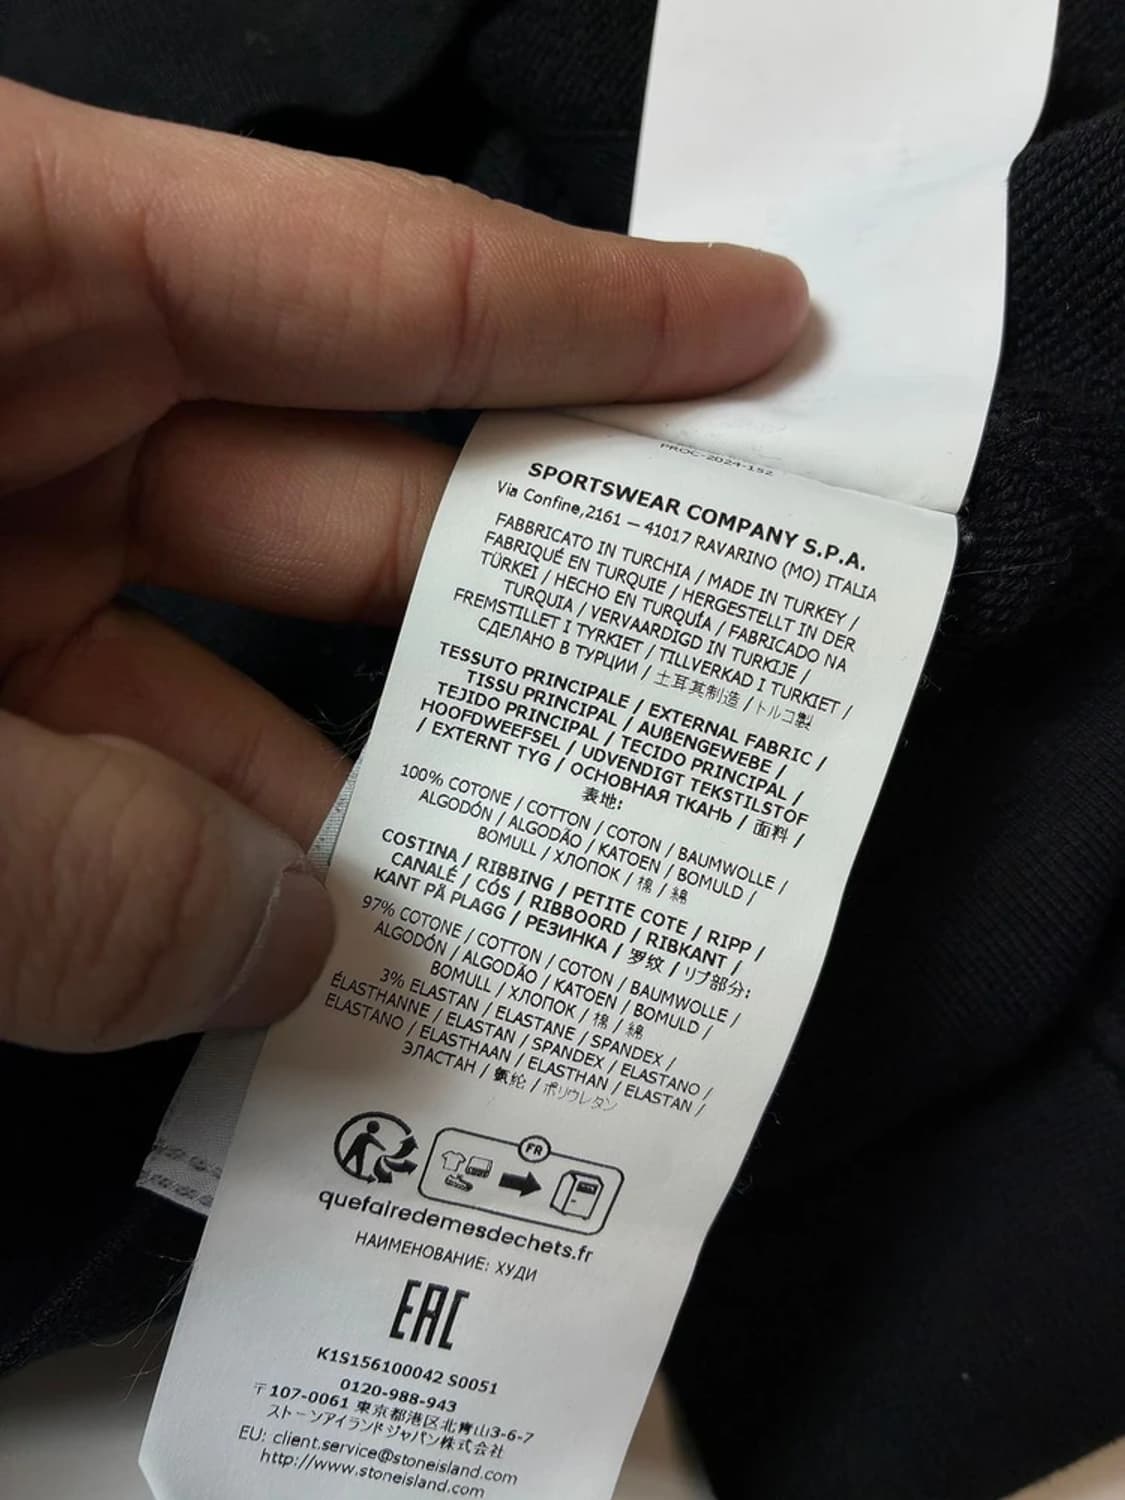 PROC-2024-152
SPORTSWEAR COMPANY S.P.A.
Via Confine,2161 – 41017 RAVARINO (MO) ITALIA
FABBRICATO IN TURCHIA / MADE IN TURKEY /
FABRIQUÉ EN TURQUIE / HERGESTELLT IN DER
TÜRKEI / HECHO EN TURQUÍA / FABRICADO NA
TURQUIA / VERVAARDIGD IN TURKIJE /
FREMSTILLET I TYRKIET / TILLVERKAD I TURKIET /
СДЕЛАНО В ТУРЦИИ / 土耳其制造 / トルコ製
TESSUTO PRINCIPALE / EXTERNAL FABRIC /
TISSU PRINCIPAL / AUßENGEWEBE /
TEJIDO PRINCIPAL / TECIDO PRINCIPAL /
HOOFDWEEFSEL / UDVENDIGT TEKSTILSTOF
/ EXTERNT TYG / ОСНОВНАЯ ТКАНЬ / 面料 /
表地:
100% COTONE / COTTON / COTON / BAUMWOLLE /
ALGODÓN / ALGODÃO / KATOEN / BOMULD /
BOMULL / ХЛОПОК / 棉 / 綿
COSTINA / RIBBING / PETITE COTE / RIPP /
CANALÉ / CÓS / RIBBOORD / RIBKANT /
KANT PÅ PLAGG / РЕЗИНКА / 罗纹 / リブ部分:
97% COTONE / COTTON / COTON / BAUMWOLLE /
ALGODÓN / ALGODÃO / KATOEN / BOMULD /
BOMULL / ХЛОПОК / 棉 / 綿
3% ELASTAN / ELASTANE / SPANDEX /
ÉLASTHANNE / ELASTAN / SPANDEX / ELASTANO /
ELASTANO / ELASTHAAN / ELASTHAN / ELASTAN /
ЭЛАСТАН / 氨纶 / ポリウレタン
FR
quefairedemesdechets.fr
НАИМЕНОВАНИЕ: ХУДИ
EAC
K1S156100042 S0051
0120-988-943
〒107-0061 東京都港区北青山3-6-7
ストーンアイランドジャパン株式会社
EU: client.service@stoneisland.com
http://www.stoneisland.com